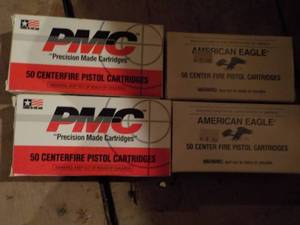 PMC
"Precision Made Cartridges"
50 CENTERFIRE PISTOL CARTRIDGES
AMERICAN EAGLE
50 CENTER FIRE PISTOL CARTRIDGES
PMC
"Precision Made Cartridges"
50 CENTERFIRE PISTOL CARTRIDGES
AMERICAN EAGLE
50 CENTER FIRE PISTOL CARTRIDGES